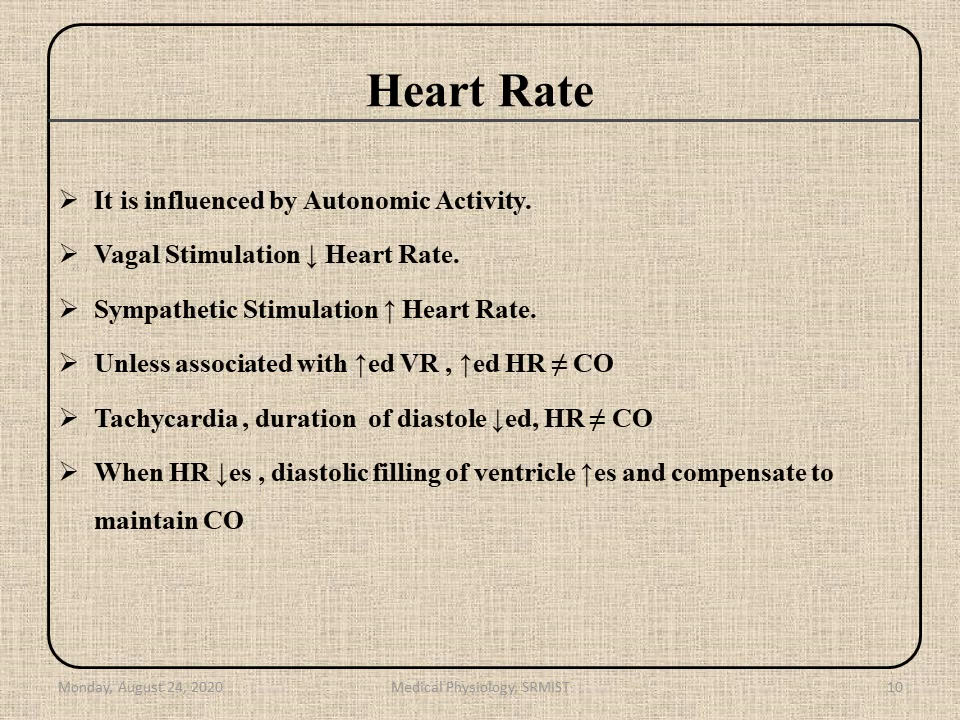 Heart Rate
➢ It is influenced by Autonomic Activity.
➢ Vagal Stimulation ↓ Heart Rate.
➢ Sympathetic Stimulation ↑ Heart Rate.
➢ Unless associated with ↑ed VR , ↑ed HR ≠ CO
➢ Tachycardia , duration of diastole ↓ed, HR ≠ CO
➢ When HR ↓es , diastolic filling of ventricle ↑es and compensate to
maintain CO
Monday, August 24, 2020 Medical Physiology, SRMIST 10